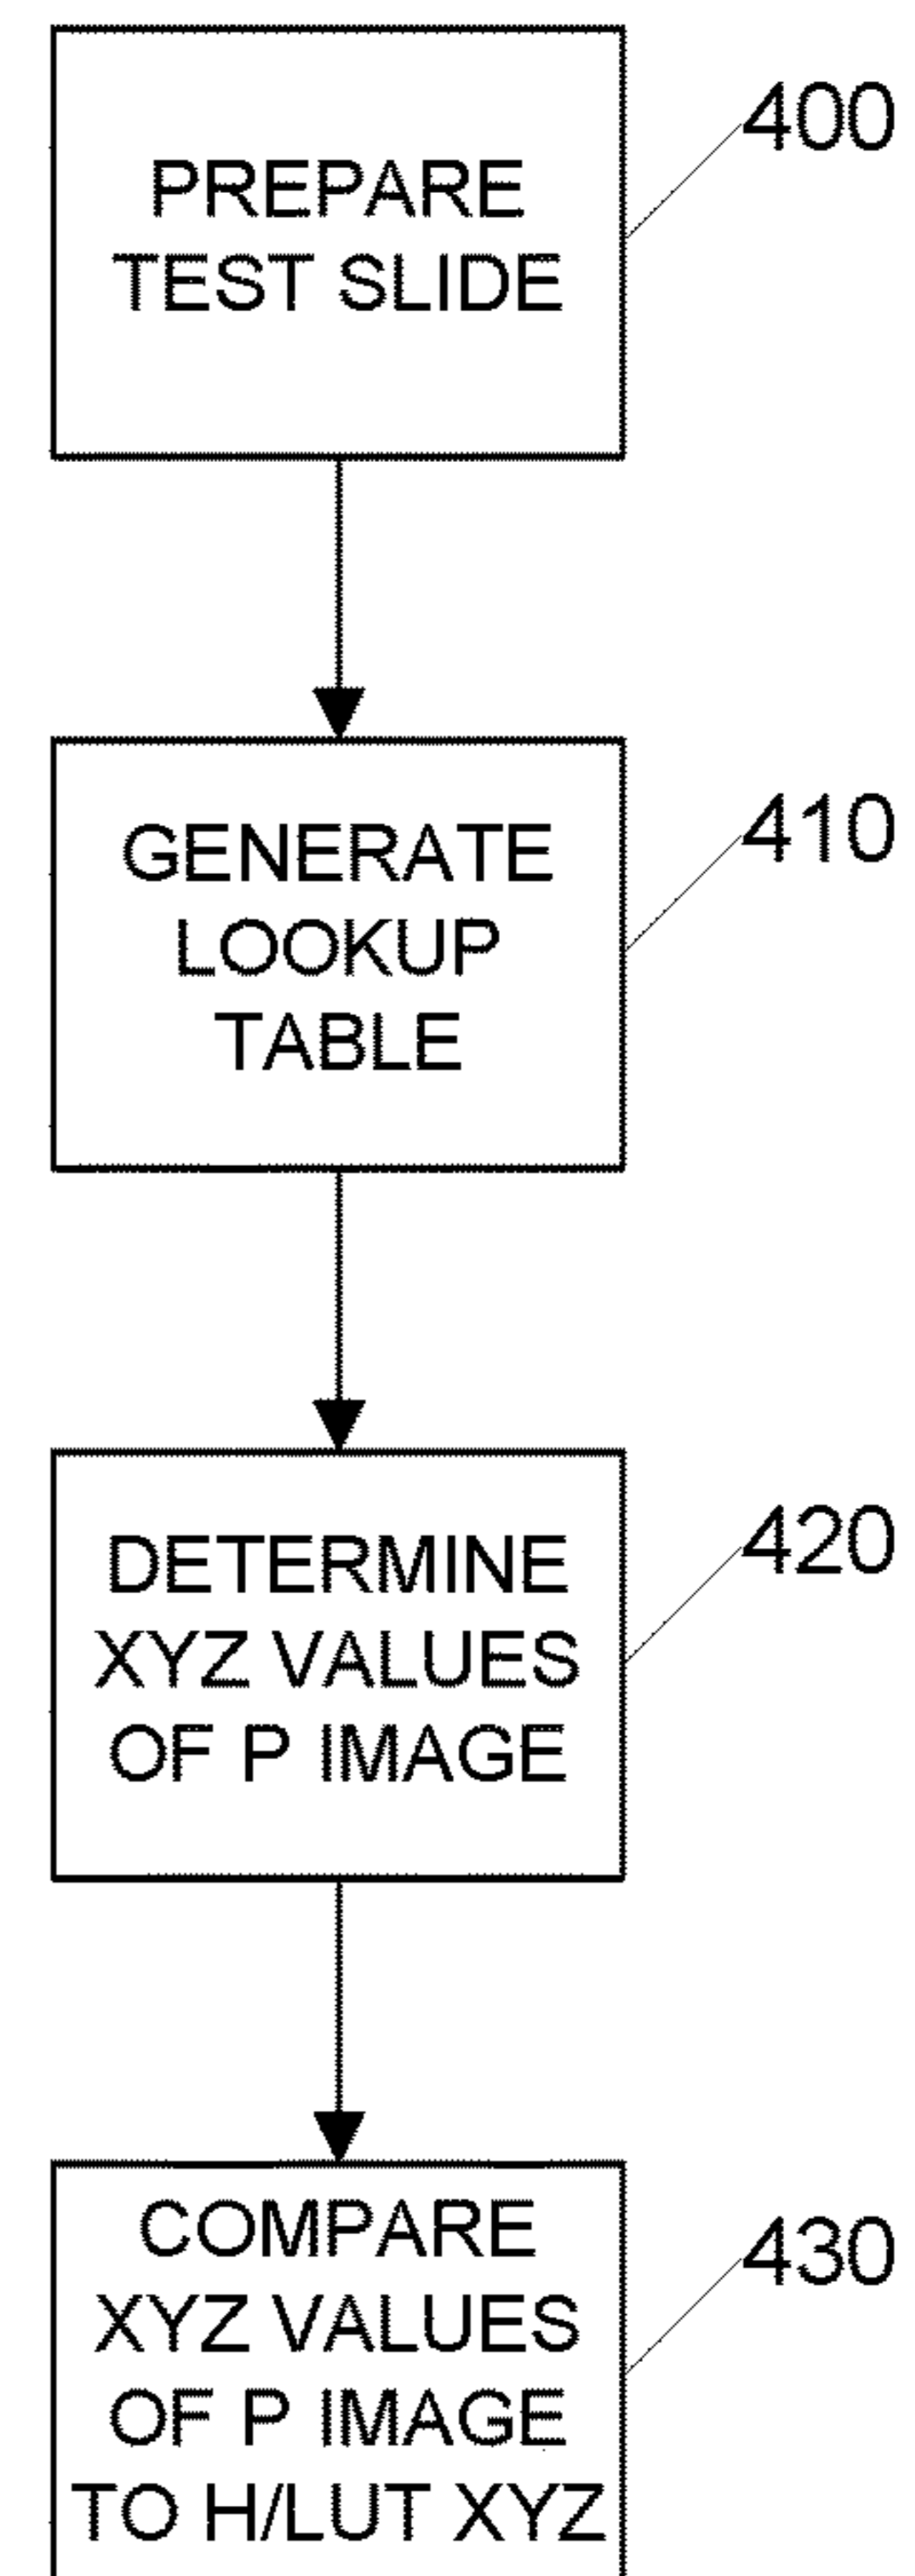 PREPARE
TEST SLIDE
400
GENERATE
LOOKUP
TABLE
410
DETERMINE
XYZ VALUES
OF P IMAGE
420
COMPARE
XYZ VALUES
OF P IMAGE
TO H/LUT XYZ
430